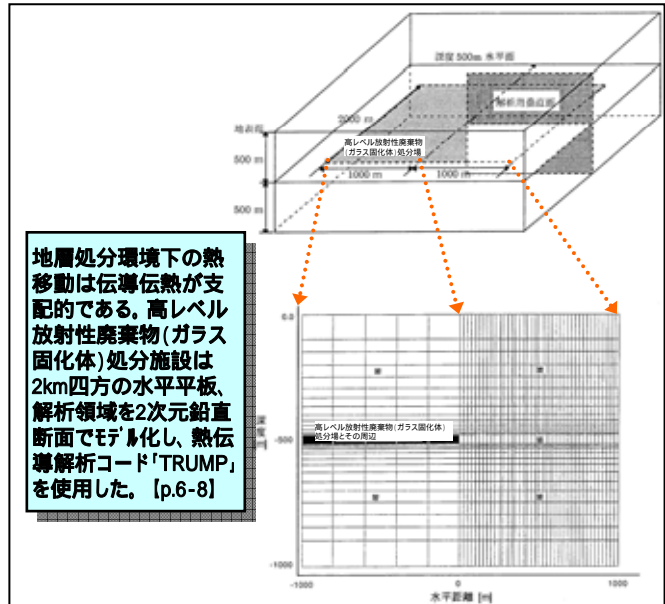 深度500m 水平面
解析用鉛直面
2000 m
地表面
高レベル放射性廃棄物
(ガラス固化体)処分場
500 m
1000 m
1000 m
500 m
地層処分環境下の熱
移動は伝導伝熱が支
配的である。高レベル
放射性廃棄物(ガラス
固化体)処分施設は
2km四方の水平平板、
解析領域を2次元鉛直
断面でモデル化し、熱伝
導解析コード「TRUMP」
を使用した。【p.6-8】
0.0
高レベル放射性廃棄物(ガラス固化体)
処分場とその周辺
-500
-1000
-1000
0
1000
水平距離 [m]